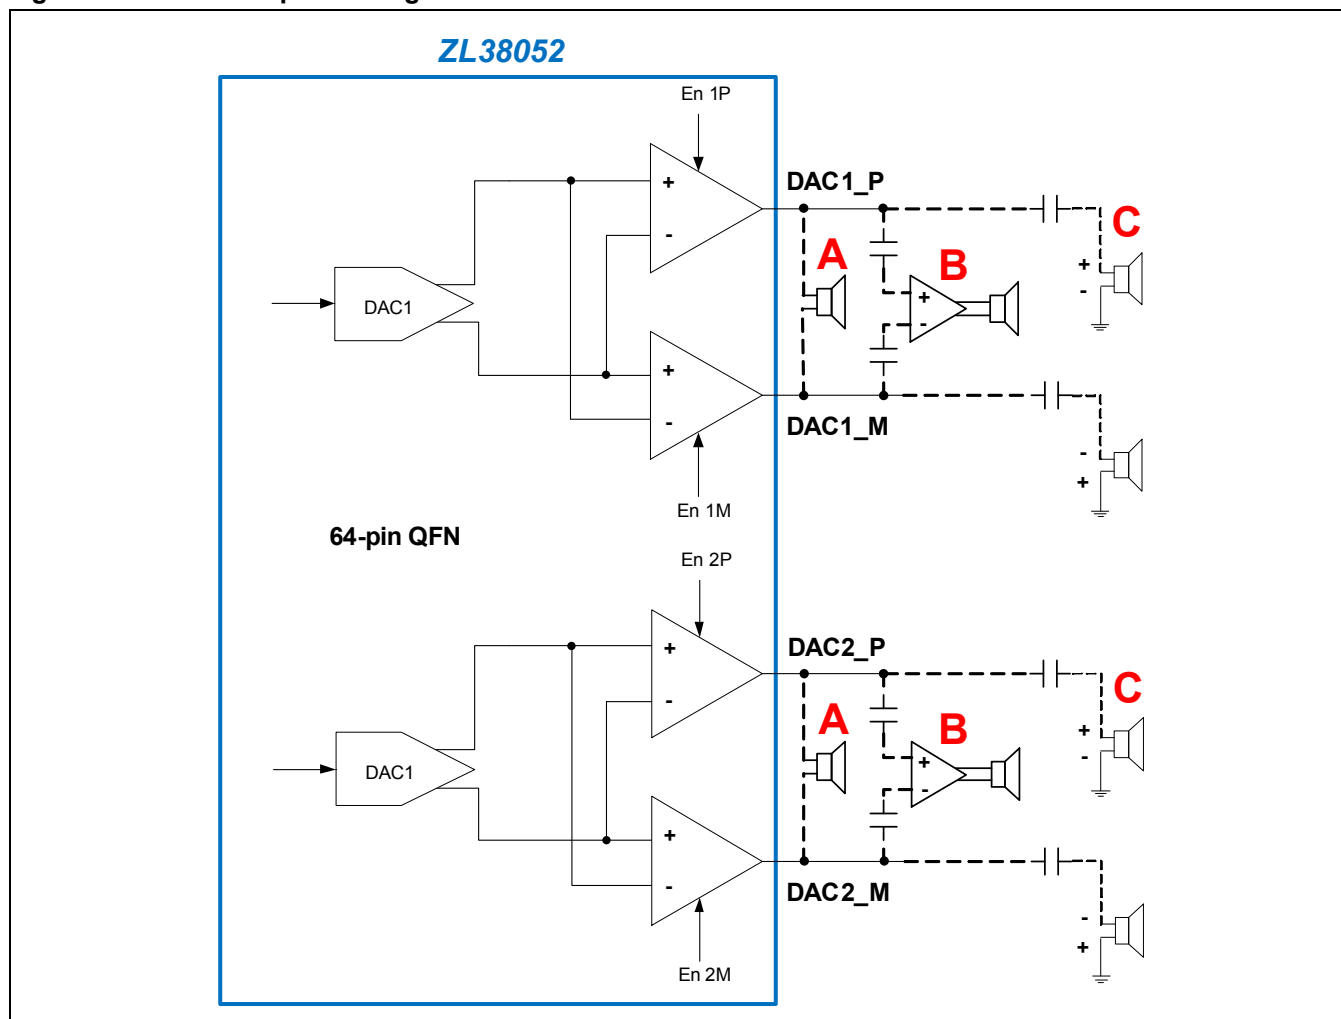 ZL38052
En 1P
DAC1_P
+
-
A
B
C
+
-
DAC1
+
-
+
-
DAC1_M
-
+
En 1M
64-pin QFN
En 2P
DAC2_P
+
-
A
B
C
+
-
DAC1
+
-
+
-
DAC2_M
-
+
En 2M